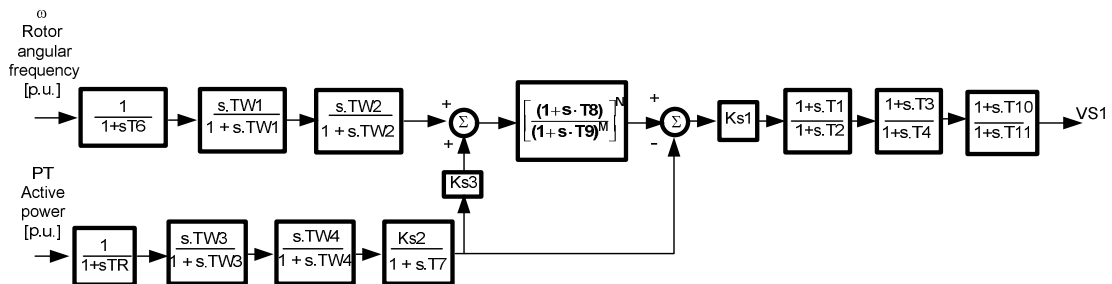 ω
Rotor
angular
frequency
[p.u.]
1
1+sT6
s.TW1
1 + s.TW1
s.TW2
1 + s.TW2
+
+
Σ
[(1+s·T8)
(1+s·T9)^M]^N
+
-
Σ
Ks1
1+s.T1
1+s.T2
1+s.T3
1+s.T4
1+s.T10
1+s.T11
VS1
Ks3
PT
Active
power
[p.u.]
1
1+sTR
s.TW3
1 + s.TW3
s.TW4
1 + s.TW4
Ks2
1 + s.T7